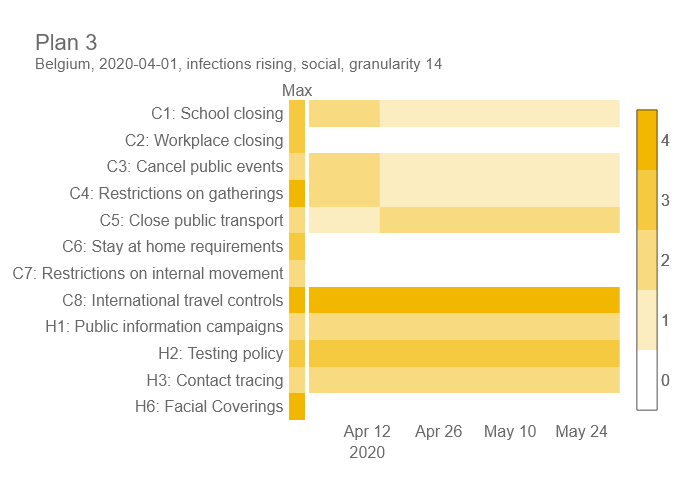 Plan 3
Belgium, 2020-04-01, infections rising, social, granularity 14
Max
C1: School closing
C2: Workplace closing
C3: Cancel public events
C4: Restrictions on gatherings
C5: Close public transport
C6: Stay at home requirements
C7: Restrictions on internal movement
C8: International travel controls
H1: Public information campaigns
H2: Testing policy
H3: Contact tracing
H6: Facial Coverings
4
3
2
1
0
Apr 12 Apr 26 May 10 May 24
2020